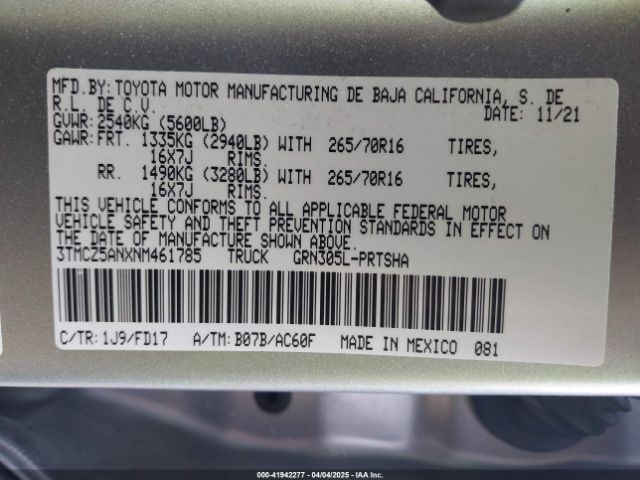 MFD.BY: TOYOTA MOTOR MANUFACTURING DE BAJA CALIFORNIA, S. DE
R.L. DE C.V. DATE: 11/21
GVWR: 2540KG (5600LB)
GAWR: FRT. 1335KG (2940LB) WITH 265/70R16 TIRES,
16X7J RIMS.
RR. 1490KG (3280LB) WITH 265/70R16 TIRES,
16X7J RIMS.
THIS VEHICLE CONFORMS TO ALL APPLICABLE FEDERAL MOTOR
VEHICLE SAFETY AND THEFT PREVENTION STANDARDS IN EFFECT ON
THE DATE OF MANUFACTURE SHOWN ABOVE.
3TMCZ5ANXNM461785 TRUCK GRN305L-PRTSHA
C/TR: 1J9/FD17 A/TM: B07B/AC60F MADE IN MEXICO 081
000-41942277 - 04/04/2025 - IAA Inc.